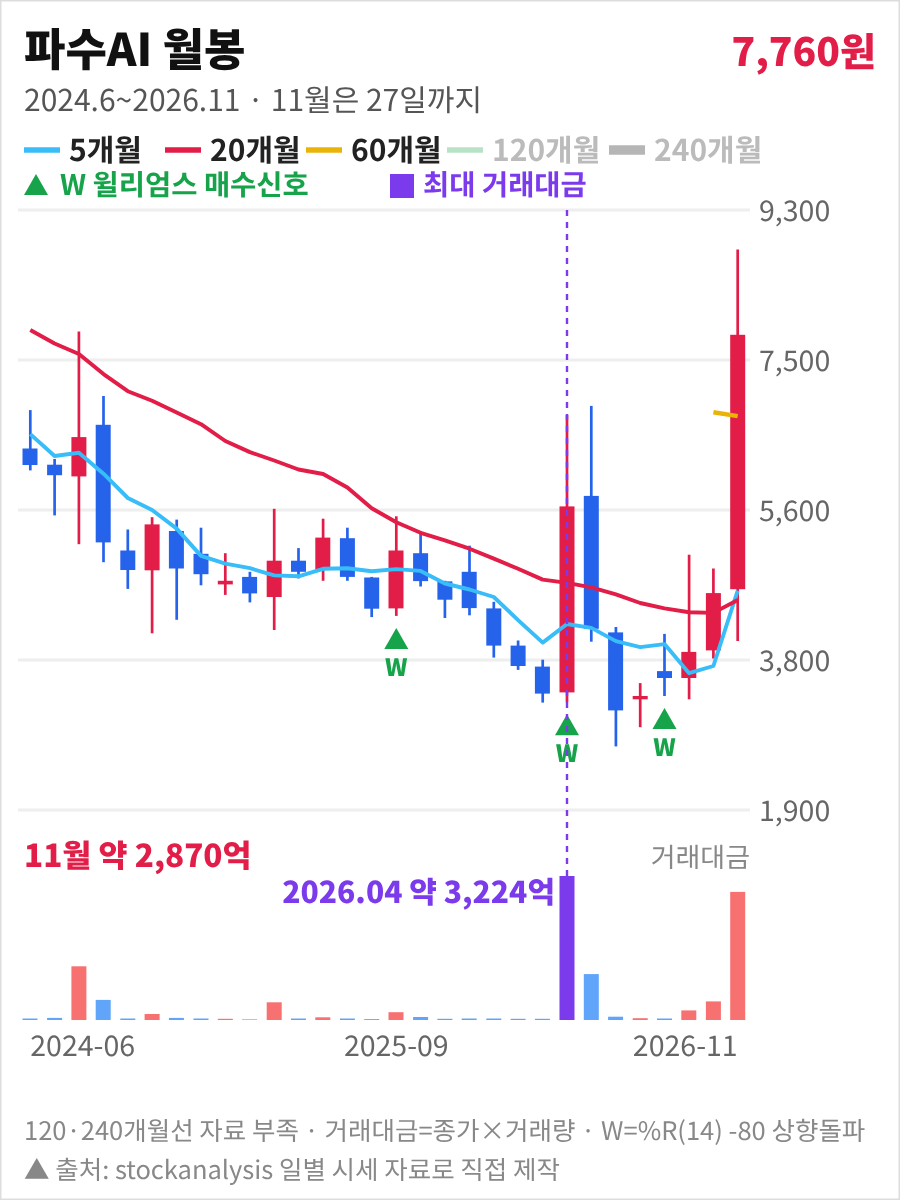 파수AI 월봉
7,760원
2024.6~2026.11 · 11월은 27일까지
5개월 20개월 60개월 120개월 240개월
▲ W 윌리엄스 매수신호 ■ 최대 거래대금
9,300
7,500
5,600
W
3,800
W
W
1,900
11월 약 2,870억
거래대금
2026.04 약 3,224억
2024-06 2025-09 2026-11
120·240개월선 자료 부족 · 거래대금=종가×거래량 · W=%R(14) -80 상향돌파
▲ 출처: stockanalysis 일별 시세 자료로 직접 제작